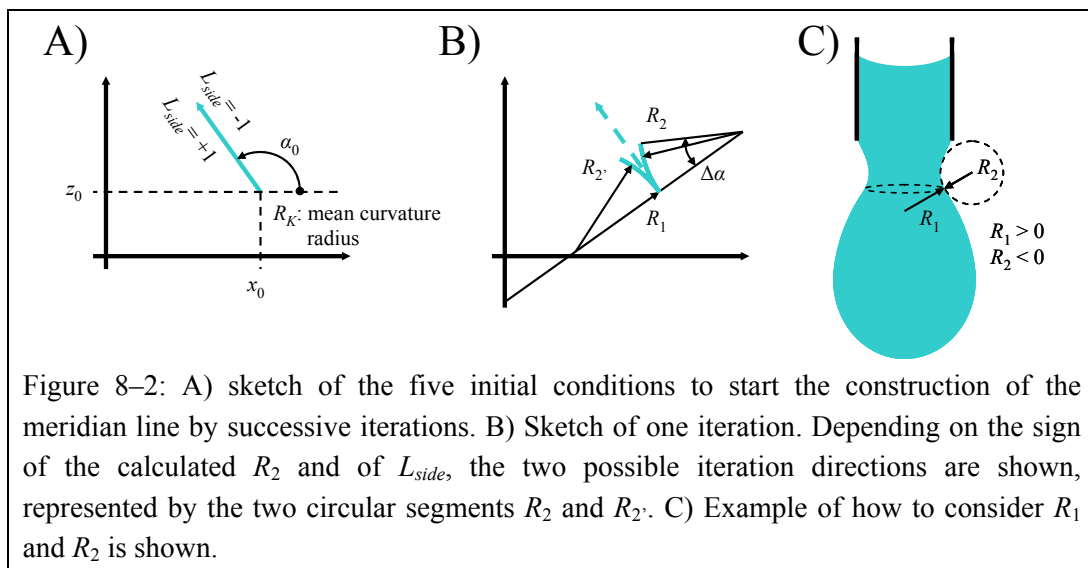 A)
B)
C)
L_side = -1
L_side = +1
α_0
z_0
R_K: mean curvature
radius
x_0
R_2
R_2'
Δα
R_1
R_2
R_1
R_1 > 0
R_2 < 0
Figure 8–2: A) sketch of the five initial conditions to start the construction of the
meridian line by successive iterations. B) Sketch of one iteration. Depending on the sign
of the calculated R_2 and of L_side, the two possible iteration directions are shown,
represented by the two circular segments R_2 and R_2'. C) Example of how to consider R_1
and R_2 is shown.